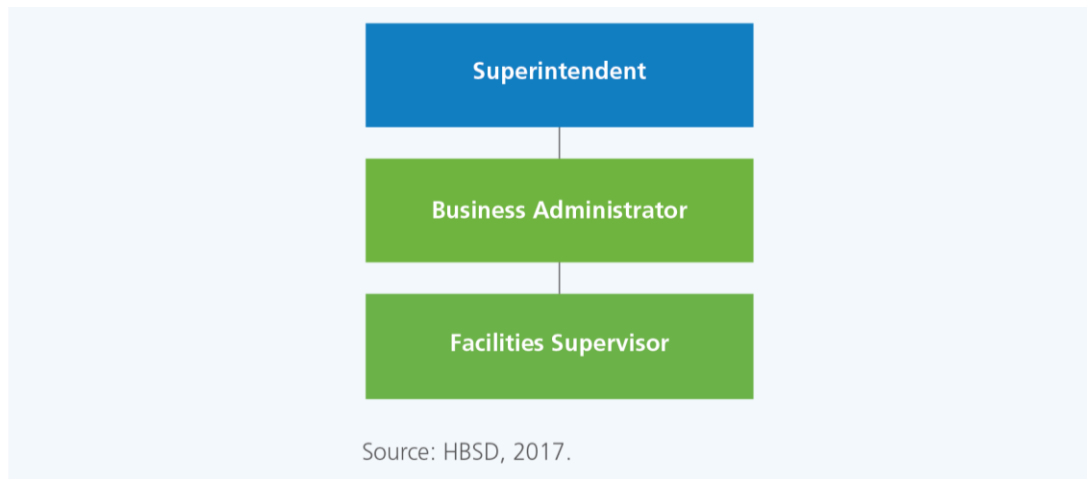 Superintendent
Business Administrator
Facilities Supervisor
Source: HBSD, 2017.